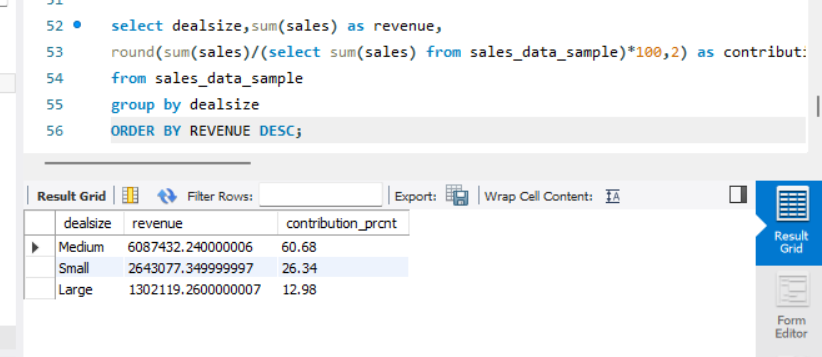 52 select dealsize,sum(sales) as revenue,
53 round(sum(sales)/(select sum(sales) from sales_data_sample)*100,2) as contributi
54 from sales_data_sample
55 group by dealsize
56 ORDER BY REVENUE DESC;
Result Grid Filter Rows: Export: Wrap Cell Content:
dealsize revenue contribution_prcnt
Medium 6087432.240000006 60.68
Small 2643077.349999997 26.34
Large 1302119.2600000007 12.98
Result
Grid
Form
Editor